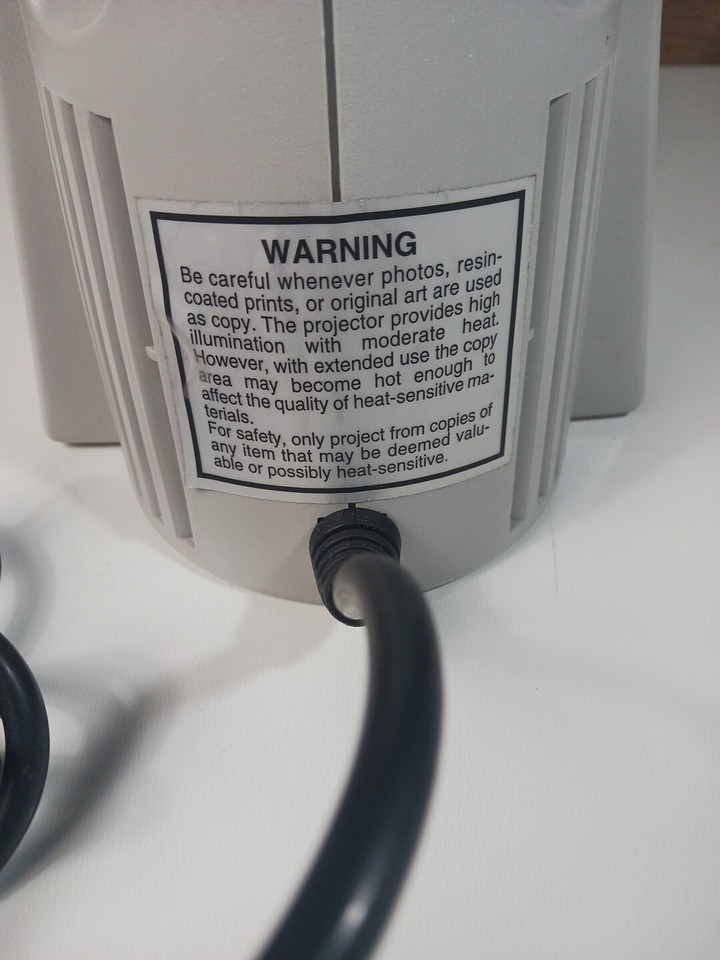 WARNING
Be careful whenever photos, resin-
coated prints, or original art are used
as copy. The projector provides high
illumination with moderate heat.
However, with extended use the copy
area may become hot enough to
affect the quality of heat-sensitive ma-
terials.
For safety, only project from copies of
any item that may be deemed valu-
able or possibly heat-sensitive.